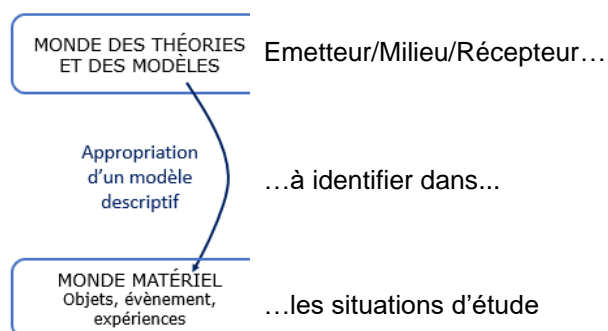 MONDE DES THÉORIES
ET DES MODÈLES
Emetteur/Milieu/Récepteur…
Appropriation
d’un modèle
descriptif
…à identifier dans...
MONDE MATÉRIEL
Objets, évènement,
expériences
…les situations d’étude